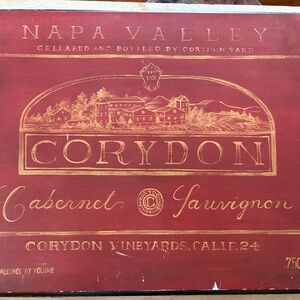 NAPA VALLEY
CELLARED AND BOTTLED BY CORYDON YARD
CORYDON
Cabernet Sauvignon
CORYDON VINEYARDS, CALIF. 24
ALCOHOL BY VOLUME
750